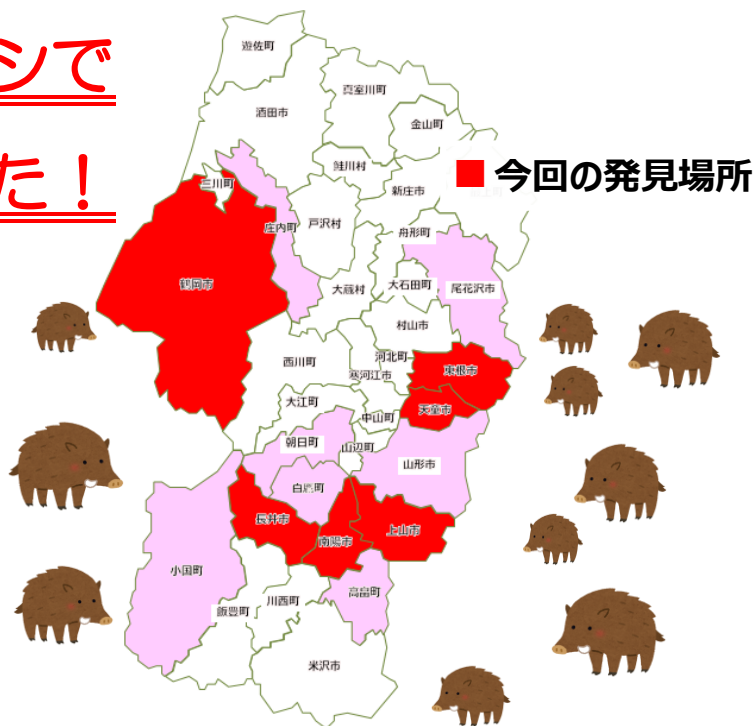 シで
た！
■ 今回の発見場所
遊佐町
真室川町
酒田市
金山町
鮭川村
三川町
新庄市
戸沢村
庄内町
舟形町
鶴岡市
大蔵村
大石田町
尾花沢市
村山市
河北町
西川町
寒河江市
東根市
大江町
天童市
中山町
朝日町
山辺町
山形市
白鷹町
長井市
上山市
南陽市
小国町
高畠町
川西町
飯豊町
米沢市